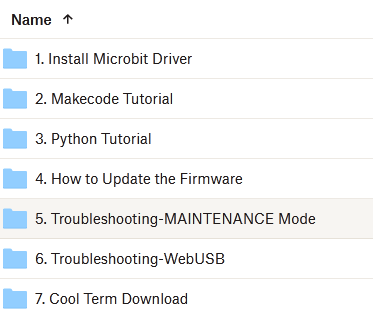 Name ↑
1. Install Microbit Driver
2. Makecode Tutorial
3. Python Tutorial
4. How to Update the Firmware
5. Troubleshooting-MAINTENANCE Mode
6. Troubleshooting-WebUSB
7. Cool Term Download